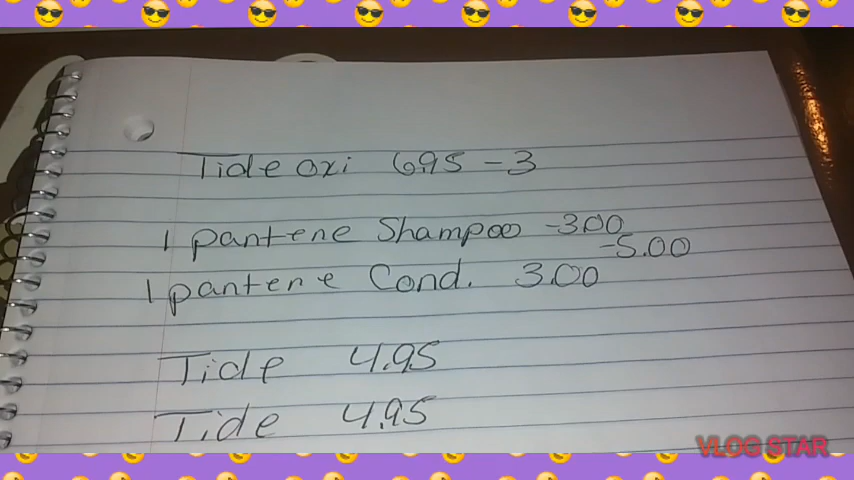 Tide oxi 6.95 - 3
1 pantene Shampoo -3.00
-5.00
1 pantene Cond. 3.00
Tide 4.95
Tide 4.95
VLOG STAR